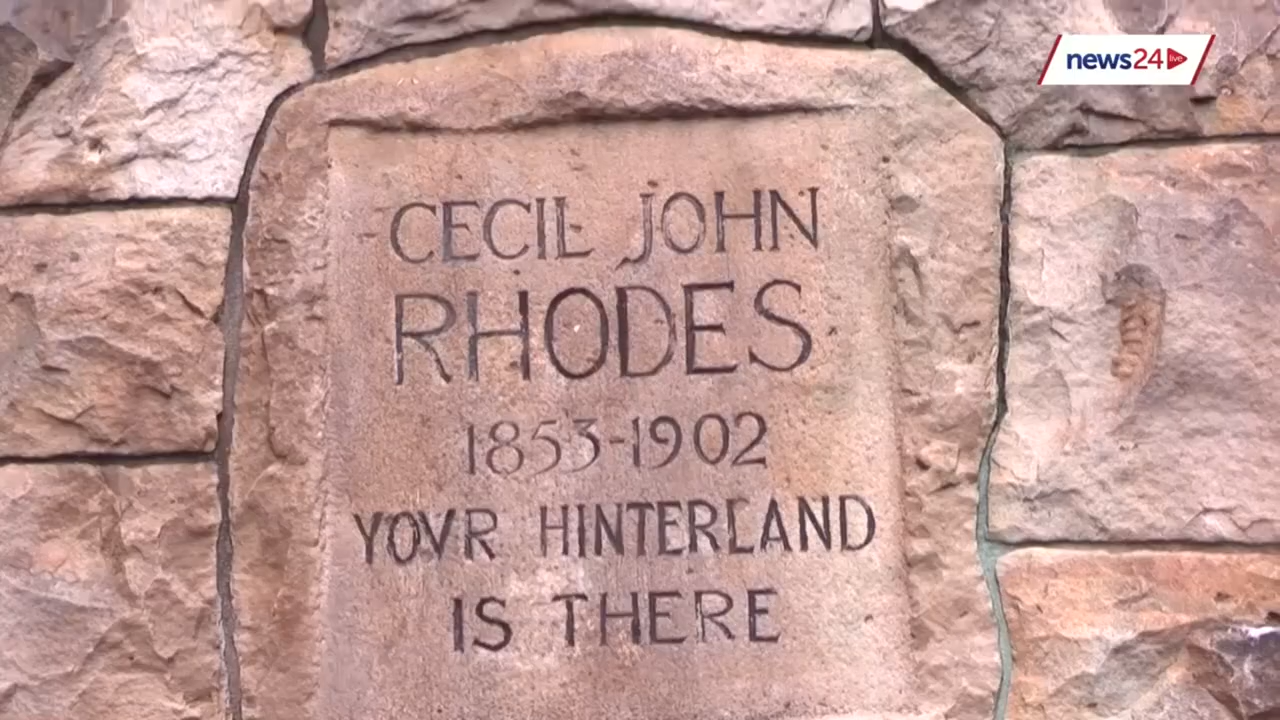 news24 live
CECIL JOHN
RHODES
1853-1902
YOVR HINTERLAND
IS THERE